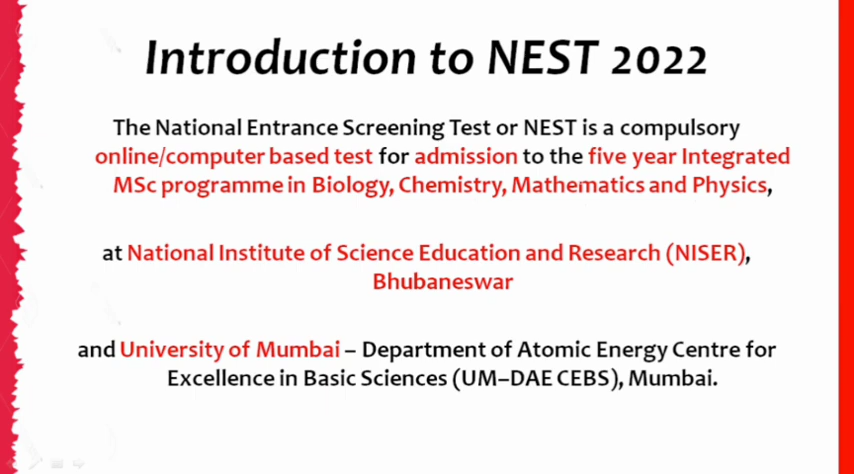 Introduction to NEST 2022
The National Entrance Screening Test or NEST is a compulsory
online/computer based test for admission to the five year Integrated
MSc programme in Biology, Chemistry, Mathematics and Physics,
at National Institute of Science Education and Research (NISER),
Bhubaneswar
and University of Mumbai – Department of Atomic Energy Centre for
Excellence in Basic Sciences (UM–DAE CEBS), Mumbai.